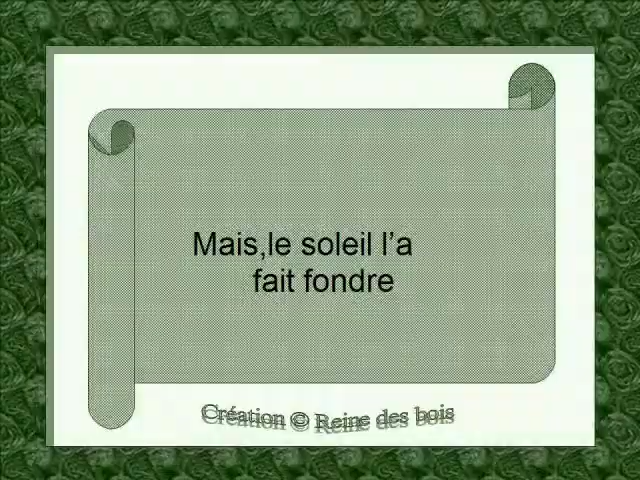 Mais,le soleil l’a
fait fondre
Création © Reine des bois